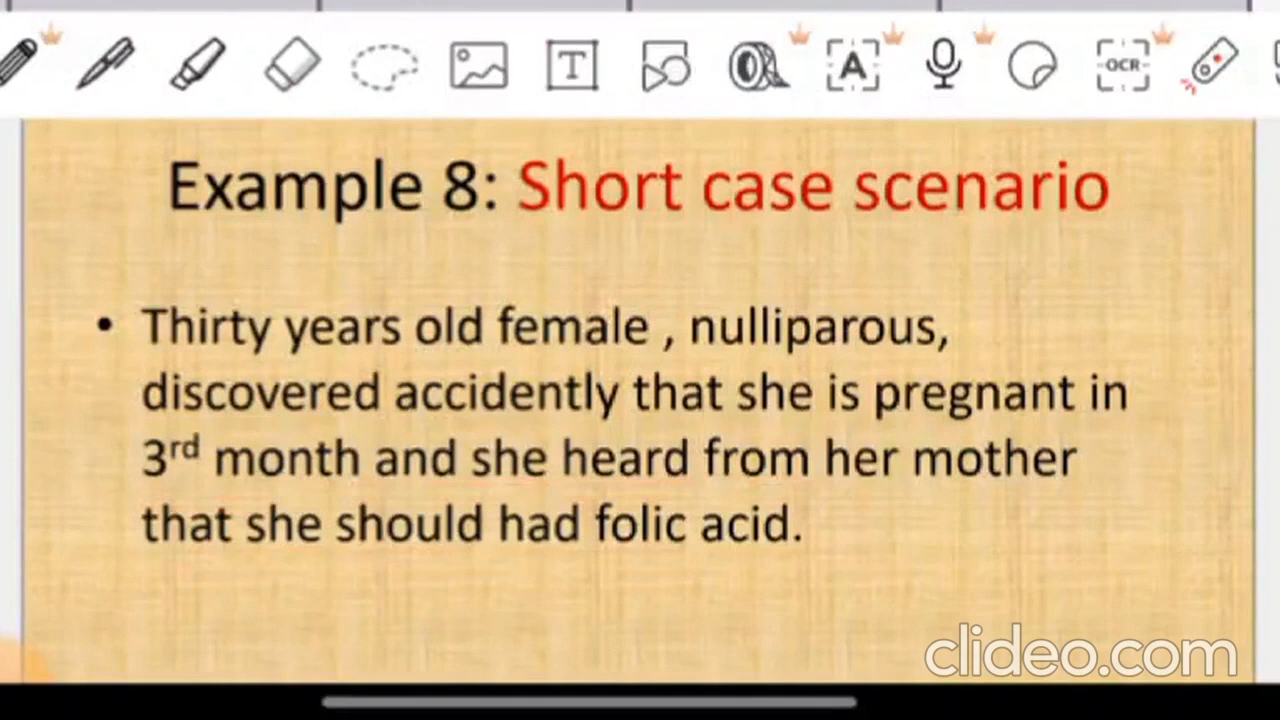 T
A
OCR
Example 8: Short case scenario
• Thirty years old female , nulliparous,
discovered accidently that she is pregnant in
3rd month and she heard from her mother
that she should had folic acid.
clideo.com